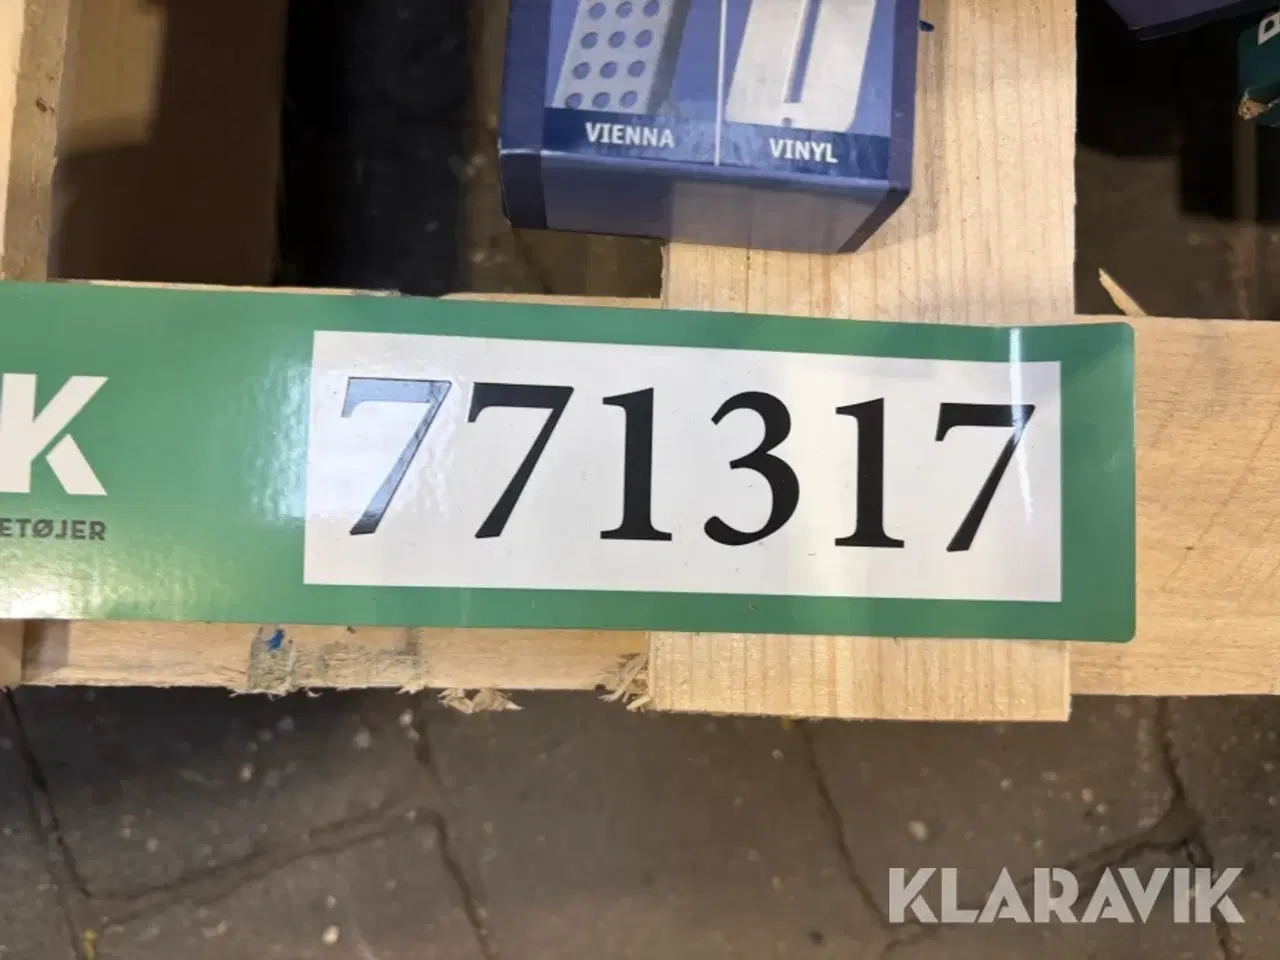 VIENNA
VINYL
K
ETØJER
771317
KLARAVIK